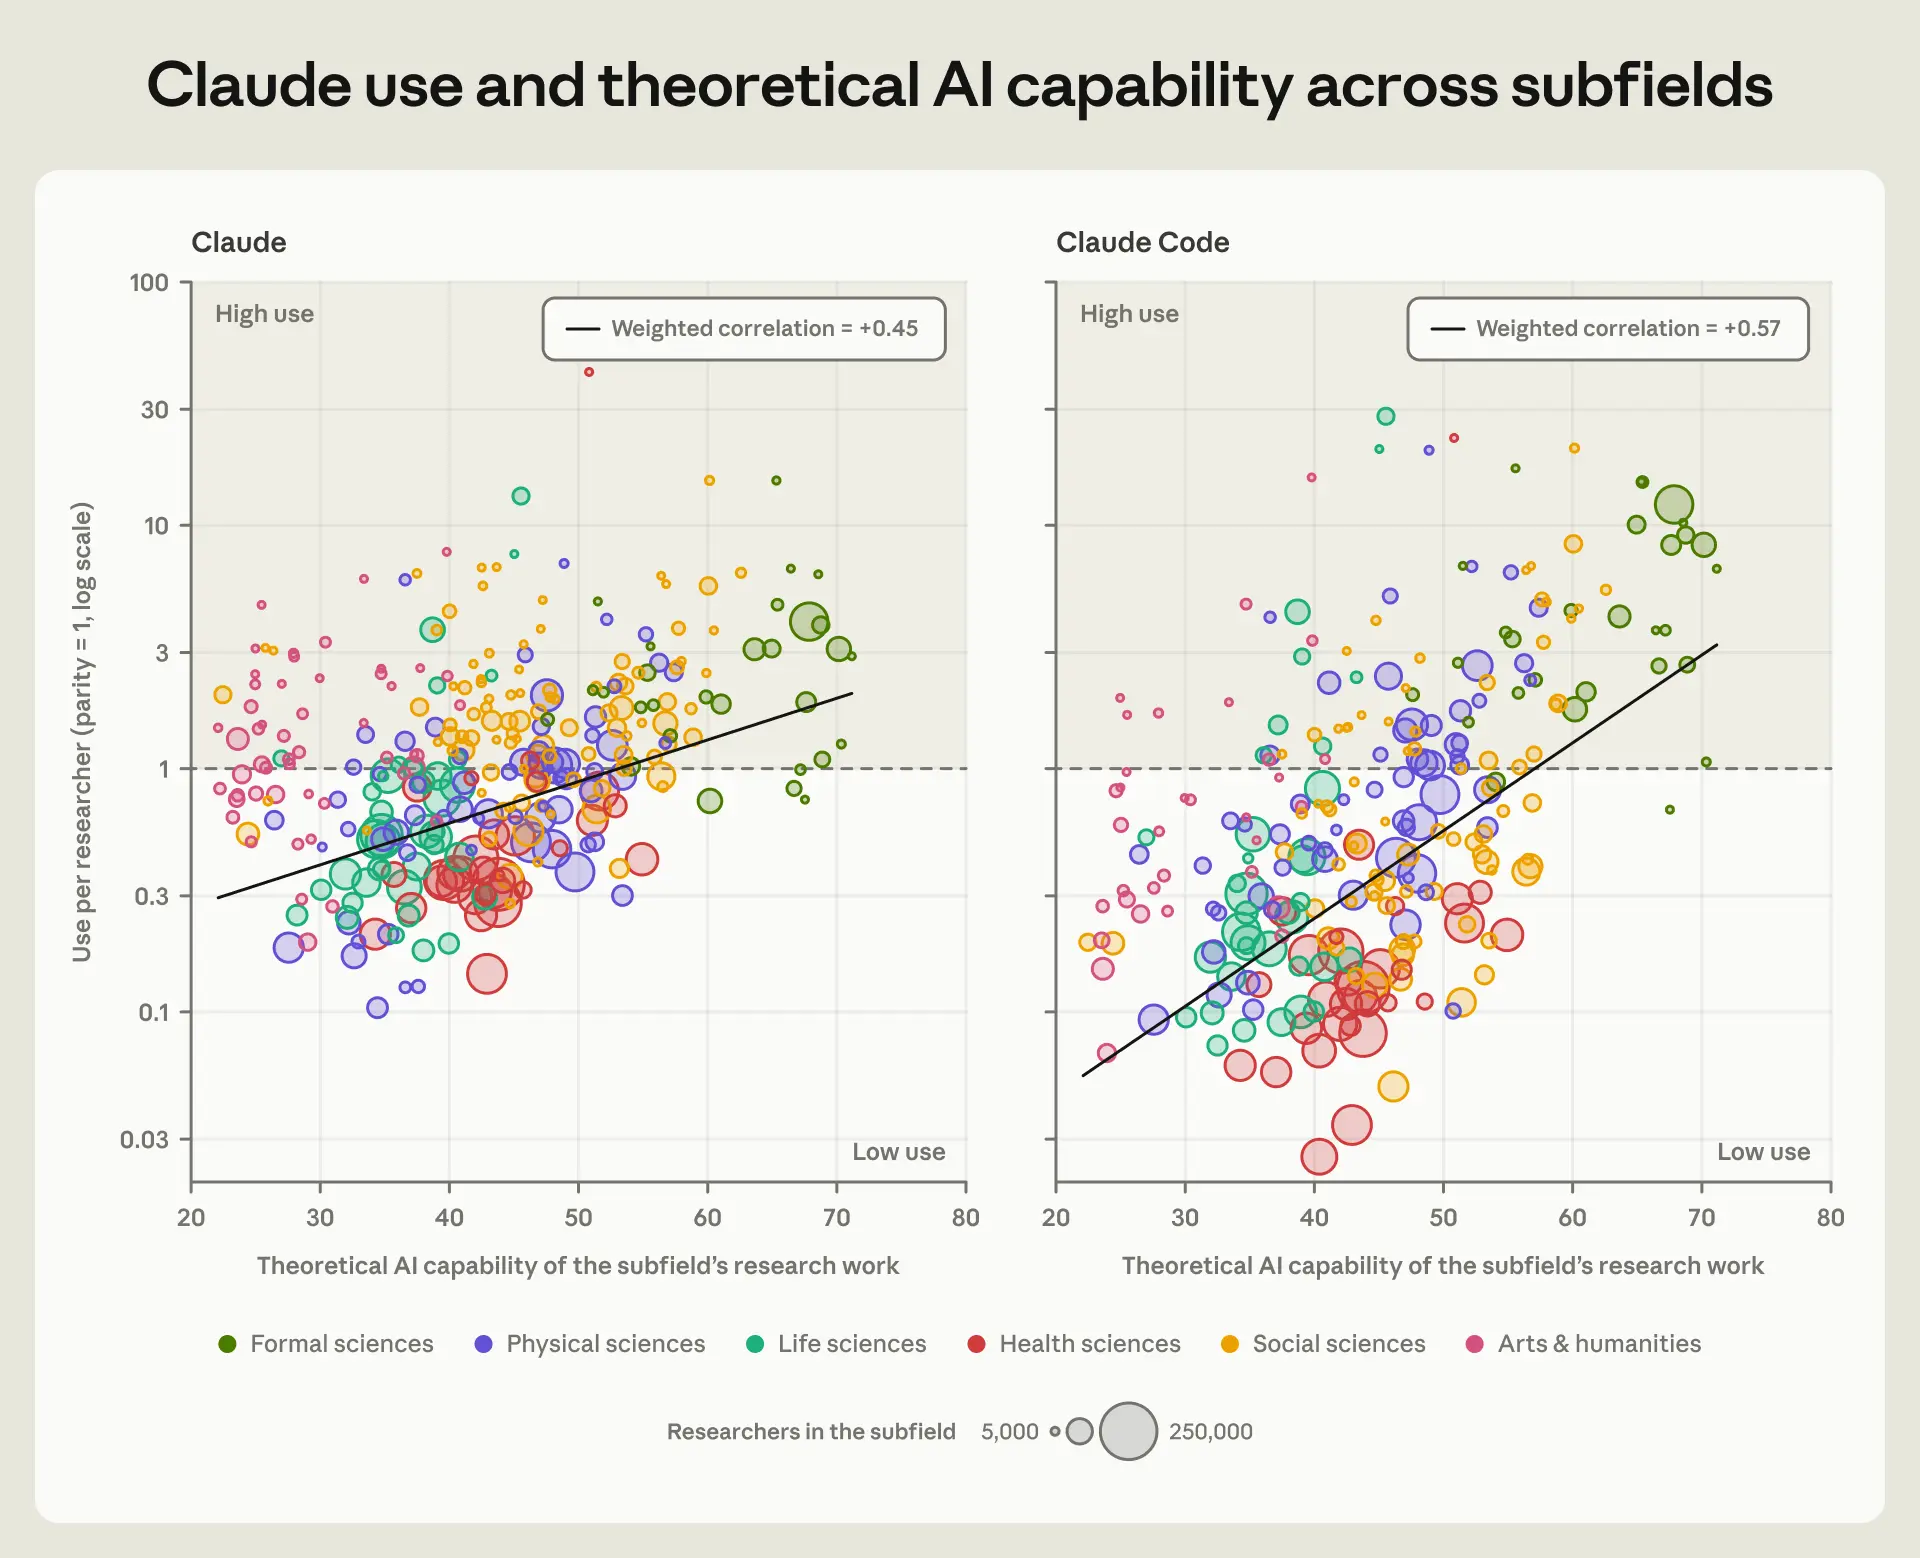 Claude use and theoretical AI capability across subfields
Claude
Claude Code
Use per researcher (parity = 1, log scale)
100
30
10
3
1
0.3
0.1
0.03
High use
Weighted correlation = +0.45
Low use
20 30 40 50 60 70 80
Theoretical AI capability of the subfield's research work
High use
Weighted correlation = +0.57
Low use
20 30 40 50 60 70 80
Theoretical AI capability of the subfield's research work
Formal sciences Physical sciences Life sciences Health sciences Social sciences Arts & humanities
Researchers in the subfield 5,000 250,000